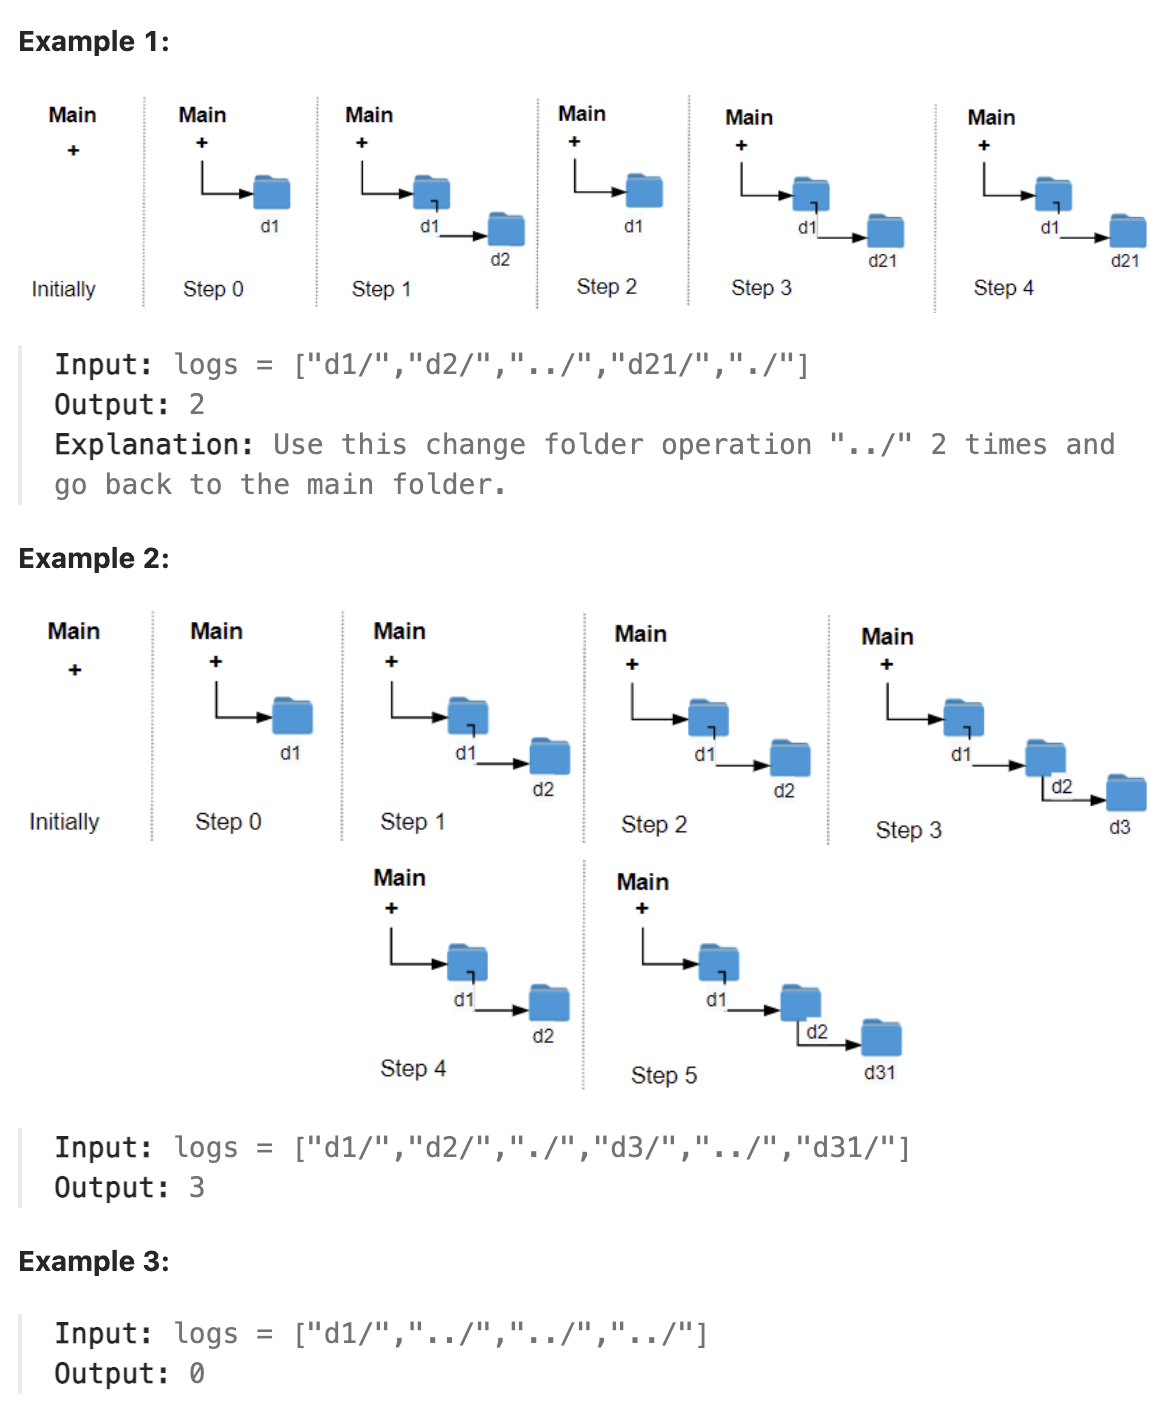 Example 1:
Main Main Main Main Main Main
+ + + + + +
d1 d1 d1 d1 d1
d2 d21 d21
Initially Step 0 Step 1 Step 2 Step 3 Step 4
Input: logs = ["d1/","d2/","../","d21/","./"]
Output: 2
Explanation: Use this change folder operation "../" 2 times and
go back to the main folder.
Example 2:
Main Main Main Main Main
+ + + + +
d1 d1 d1 d1
d2 d2 d2
d3
Initially Step 0 Step 1 Step 2 Step 3
Main Main
+ +
d1 d1
d2 d2
d31
Step 4 Step 5
Input: logs = ["d1/","d2/","./","d3/","../","d31/"]
Output: 3
Example 3:
Input: logs = ["d1/","../","../","../"]
Output: 0